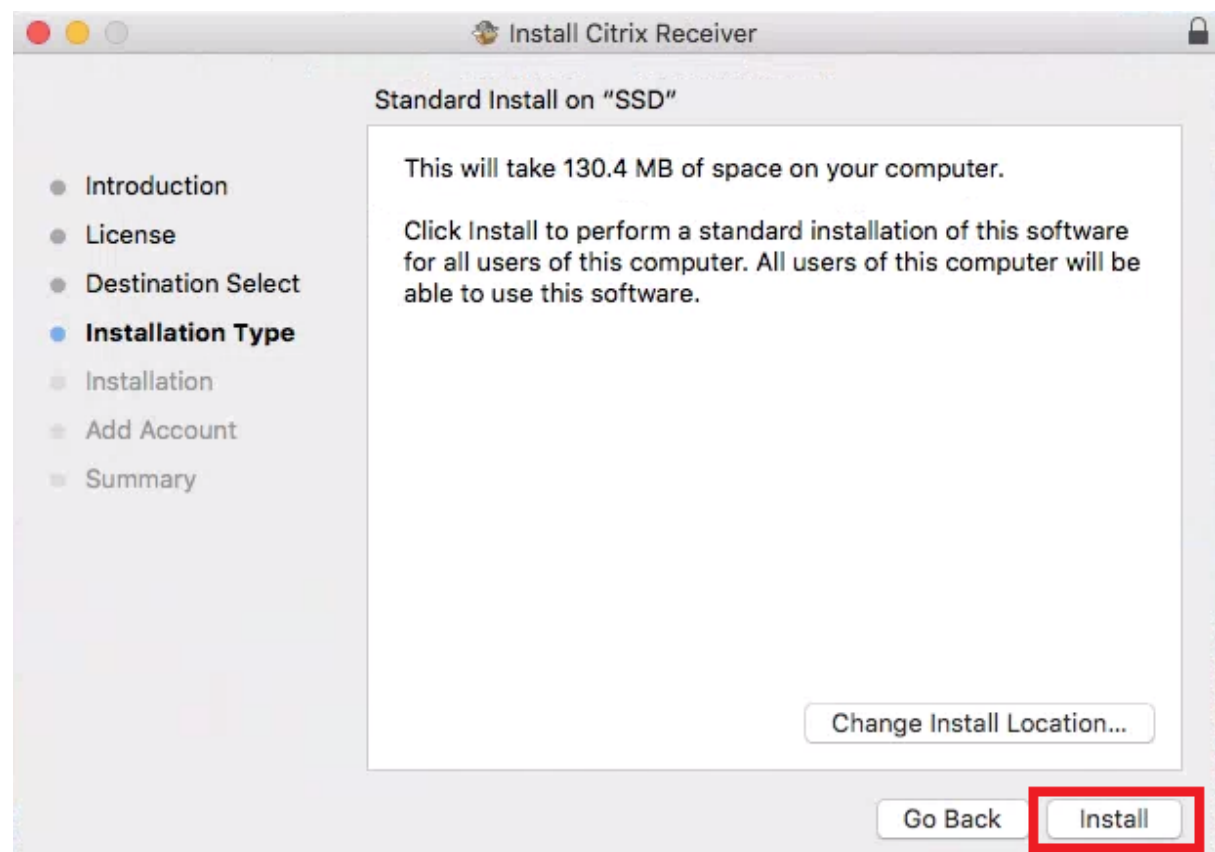 Install Citrix Receiver
Standard Install on “SSD”
Introduction
License
Destination Select
Installation Type
Installation
Add Account
Summary
This will take 130.4 MB of space on your computer.
Click Install to perform a standard installation of this software
for all users of this computer. All users of this computer will be
able to use this software.
Change Install Location...
Go Back
Install